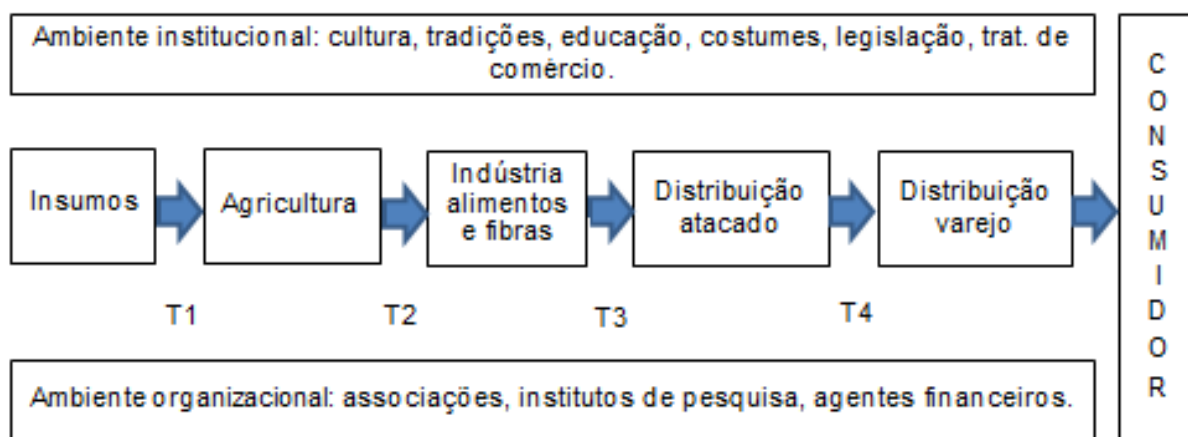 Ambiente institucional: cultura, tradições, educação, costumes, legislação, trat. de
comércio.
Insumos
Agricultura
Indústria
alimentos
e fibras
Distribuição
atacado
Distribuição
varejo
T1
T2
T3
T4
Ambiente organizacional: associações, institutos de pesquisa, agentes financeiros.
C
O
N
S
U
M
I
D
O
R